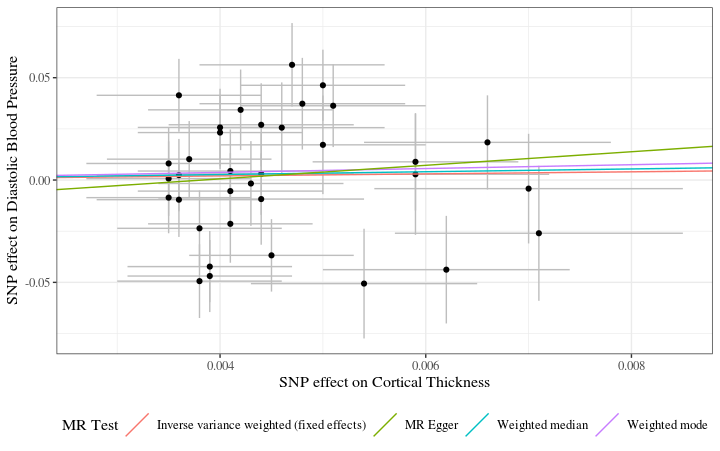 SNP effect on Diastolic Blood Pressure
0.05
0.00
-0.05
0.004 0.006 0.008
SNP effect on Cortical Thickness
MR Test Inverse variance weighted (fixed effects) MR Egger Weighted median Weighted mode